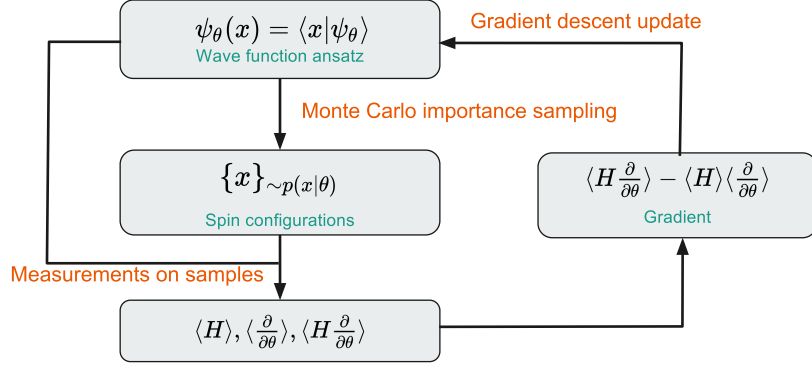 ψ_θ(x) = ⟨x|ψ_θ⟩
Wave function ansatz
Gradient descent update
Monte Carlo importance sampling
{x}_{∼p(x|θ)}
Spin configurations
⟨H ∂/∂θ⟩ − ⟨H⟩⟨∂/∂θ⟩
Gradient
Measurements on samples
⟨H⟩, ⟨∂/∂θ⟩, ⟨H ∂/∂θ⟩